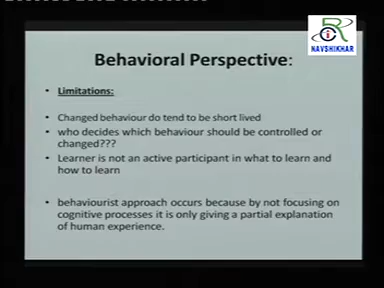 CR
NAVSHIKHAR
Behavioral Perspective:
• Limitations:
• Changed behaviour do tend to be short lived
• who decides which behaviour should be controlled or
changed???
• Learner is not an active participant in what to learn and
how to learn
• behaviourist approach occurs because by not focusing on
cognitive processes it is only giving a partial explanation
of human experience.